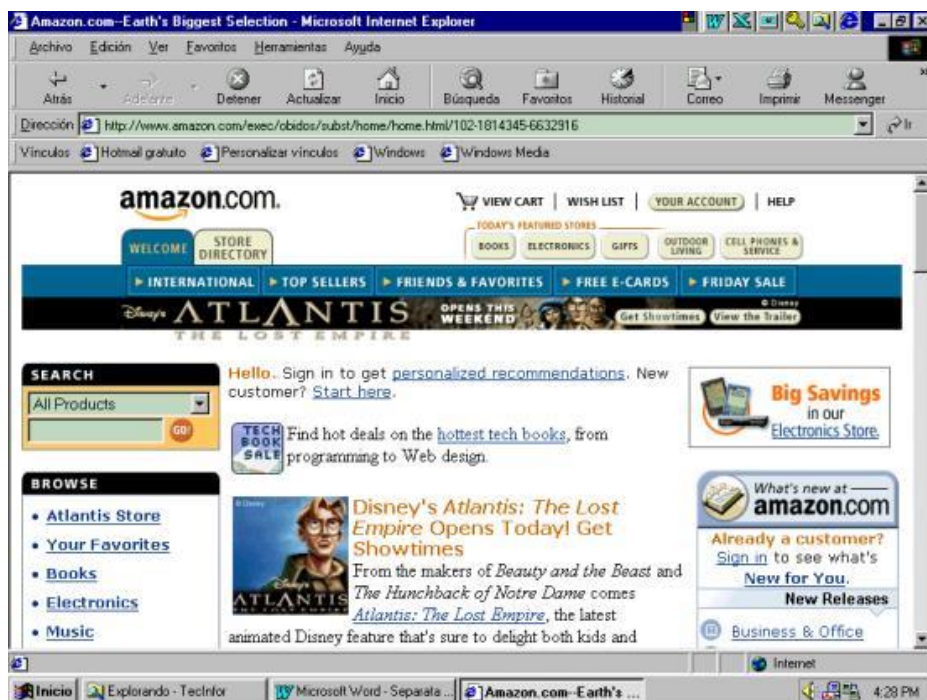 Amazon.com--Earth's Biggest Selection - Microsoft Internet Explorer
Archivo Edición Ver Favoritos Herramientas Ayuda
Atrás Adelante Detener Actualizar Inicio Búsqueda Favoritos Historial Correo Imprimir Messenger
Dirección http://www.amazon.com/exec/obidos/subst/home/home.html/102-1814345-6632916 Ir
Vínculos Hotmail gratuito Personalizar vínculos Windows Windows Media
amazon.com.
VIEW CART | WISH LIST | YOUR ACCOUNT | HELP
TODAY'S FEATURED STORES
WELCOME STORE DIRECTORY BOOKS ELECTRONICS GIFTS OUTDOOR LIVING CELL PHONES & SERVICE
INTERNATIONAL TOP SELLERS FRIENDS & FAVORITES FREE E-CARDS FRIDAY SALE
Disney's ATLANTIS OPENS THIS WEEKEND Get Showtimes View the Trailer © Disney
THE LOST EMPIRE
SEARCH
All Products
GO!
BROWSE
• Atlantis Store
• Your Favorites
• Books
• Electronics
• Music
Hello. Sign in to get personalized recommendations. New
customer? Start here.
TECH BOOK SALE
Find hot deals on the hottest tech books, from
programming to Web design.
© Disney
Disney's
ATLANTIS
THE LOST EMPIRE
Disney's Atlantis: The Lost
Empire Opens Today! Get
Showtimes
From the makers of Beauty and the Beast and
The Hunchback of Notre Dame comes
Atlantis: The Lost Empire, the latest
animated Disney feature that's sure to delight both kids and
Big Savings
in our
Electronics Store.
What's new at
amazon.com
Already a customer?
Sign in to see what's
New for You.
New Releases
Business & Office
Internet
Inicio Explorando - TecInfor Microsoft Word - Separata ... Amazon.com--Earth's ... 4:28 PM